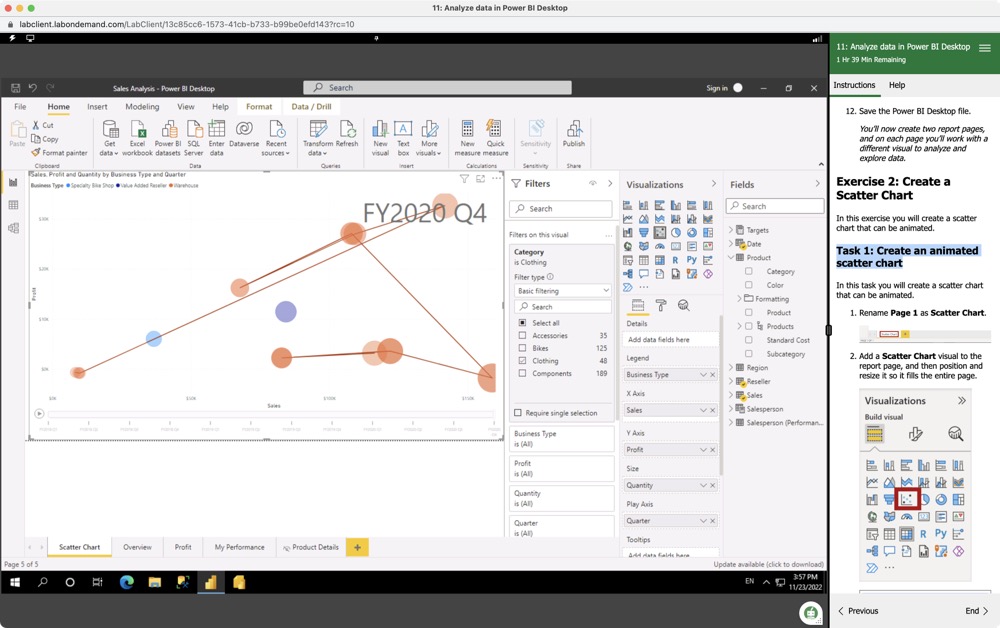 11: Analyze data in Power BI Desktop
labclient.labondemand.com/LabClient/13c85cc6-1573-41cb-b733-b99be0efd143?rc=10
Sales Analysis - Power BI Desktop
Search
Sign in
File Home Insert Modeling View Help Format Data / Drill
Paste
Cut
Copy
Format painter
Get data
Excel workbook
Power BI datasets
SQL Server
Enter data
Dataverse
Recent sources
Transform data
Refresh
New visual
Text box
More visuals
New measure
Quick measure
Sensitivity
Publish
Clipboard Data Queries Insert Calculations Sensitivity Share
Sales, Profit and Quantity by Business Type and Quarter
Business Type Specialty Bike Shop Value Added Reseller Warehouse
FY2020 Q4
Profit
Sales
Filters
Search
Filters on this visual
Category
is Clothing
Filter type
Basic filtering
Search
Select all
Accessories 35
Bikes 125
Clothing 48
Components 189
Require single selection
Business Type
is (All)
Profit
is (All)
Quantity
is (All)
Quarter
is (All)
Visualizations
Details
Add data fields here
Legend
Business Type
X Axis
Sales
Y Axis
Profit
Size
Quantity
Play Axis
Quarter
Tooltips
Add data fields here
Fields
Search
Targets
Date
Product
Category
Color
Formatting
Product
Products
Standard Cost
Subcategory
Region
Reseller
Sales
Salesperson
Salesperson (Performan...
Scatter Chart Overview Profit My Performance Product Details
Page 5 of 5
Update available (click to download)
EN
3:57 PM
11/23/2022
11: Analyze data in Power BI Desktop
1 Hr 39 Min Remaining
Instructions Help
12. Save the Power BI Desktop file.
You'll now create two report pages,
and on each page you'll work with a
different visual to analyze and
explore data.
Exercise 2: Create a
Scatter Chart
In this exercise you will create a scatter
chart that can be animated.
Task 1: Create an animated
scatter chart
In this task you will create a scatter chart
that can be animated.
1. Rename Page 1 as Scatter Chart.
2. Add a Scatter Chart visual to the
report page, and then position and
resize it so it fills the entire page.
Visualizations
Build visual
Previous End